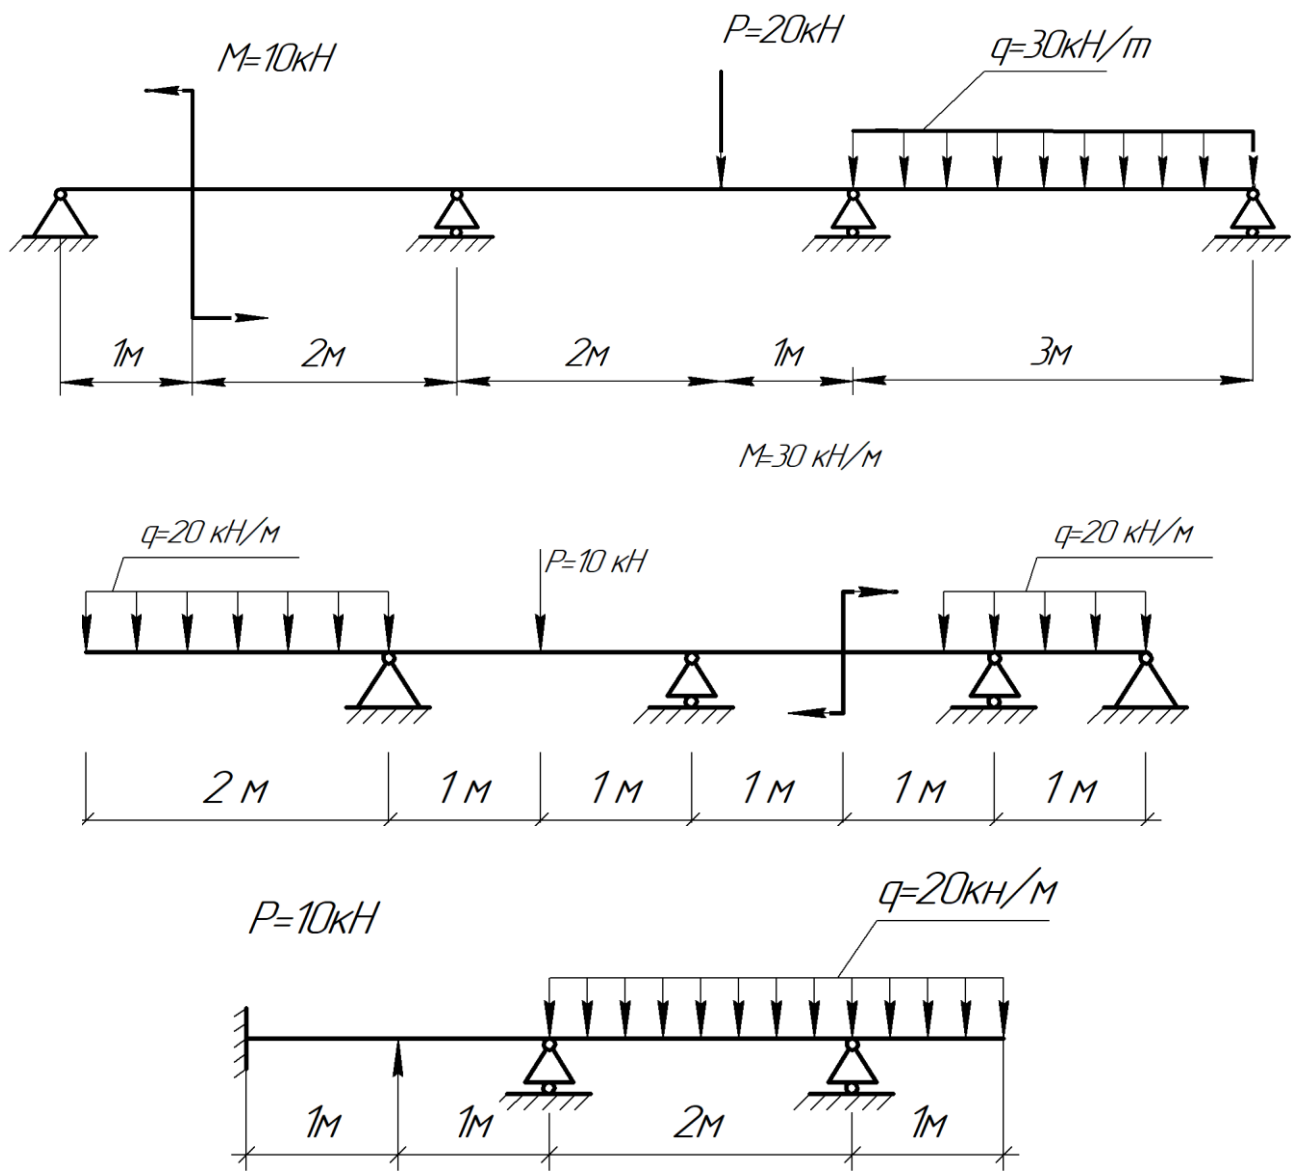 M=10кН
P=20кН
q=30кН/m
1м
2м
2м
1м
3м
M=30 кН/м
q=20 кН/м
P=10 кН
q=20 кН/м
2 м
1 м
1 м
1 м
1 м
1 м
P=10кН
q=20кн/м
1м
1м
2м
1м